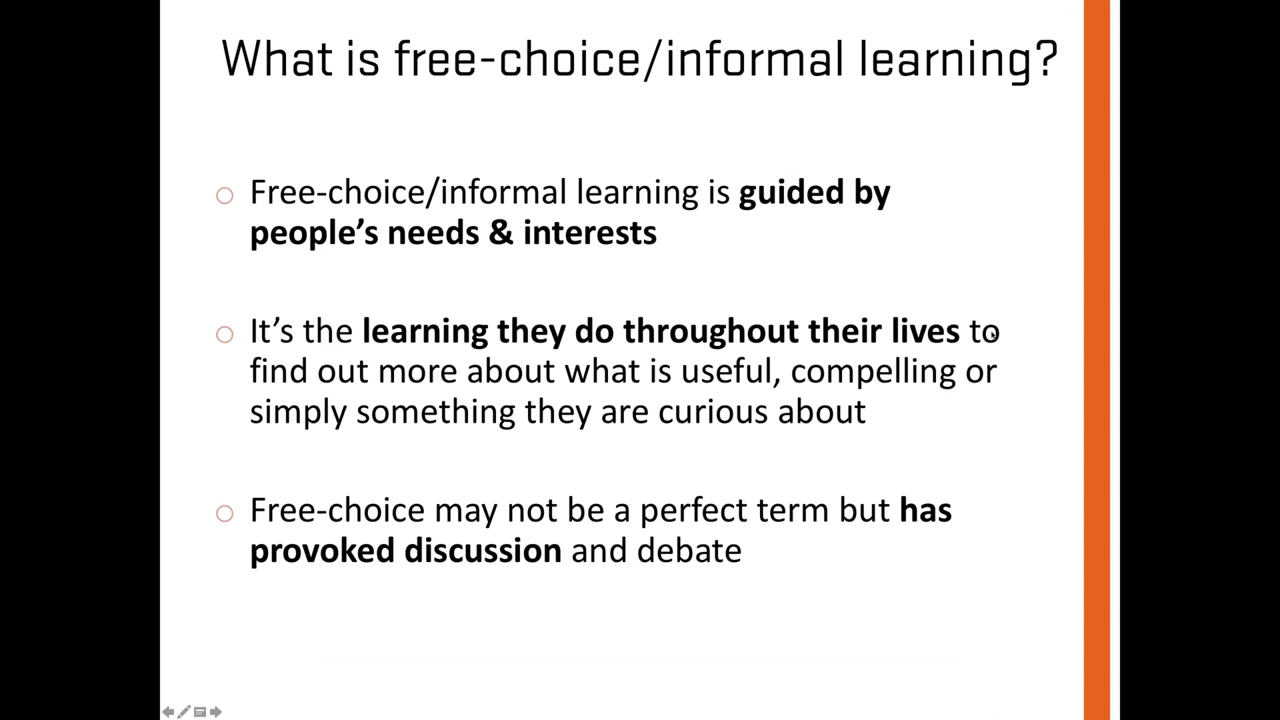 What is free-choice/informal learning?
Free-choice/informal learning is guided by
people’s needs & interests
It’s the learning they do throughout their lives to
find out more about what is useful, compelling or
simply something they are curious about
Free-choice may not be a perfect term but has
provoked discussion and debate